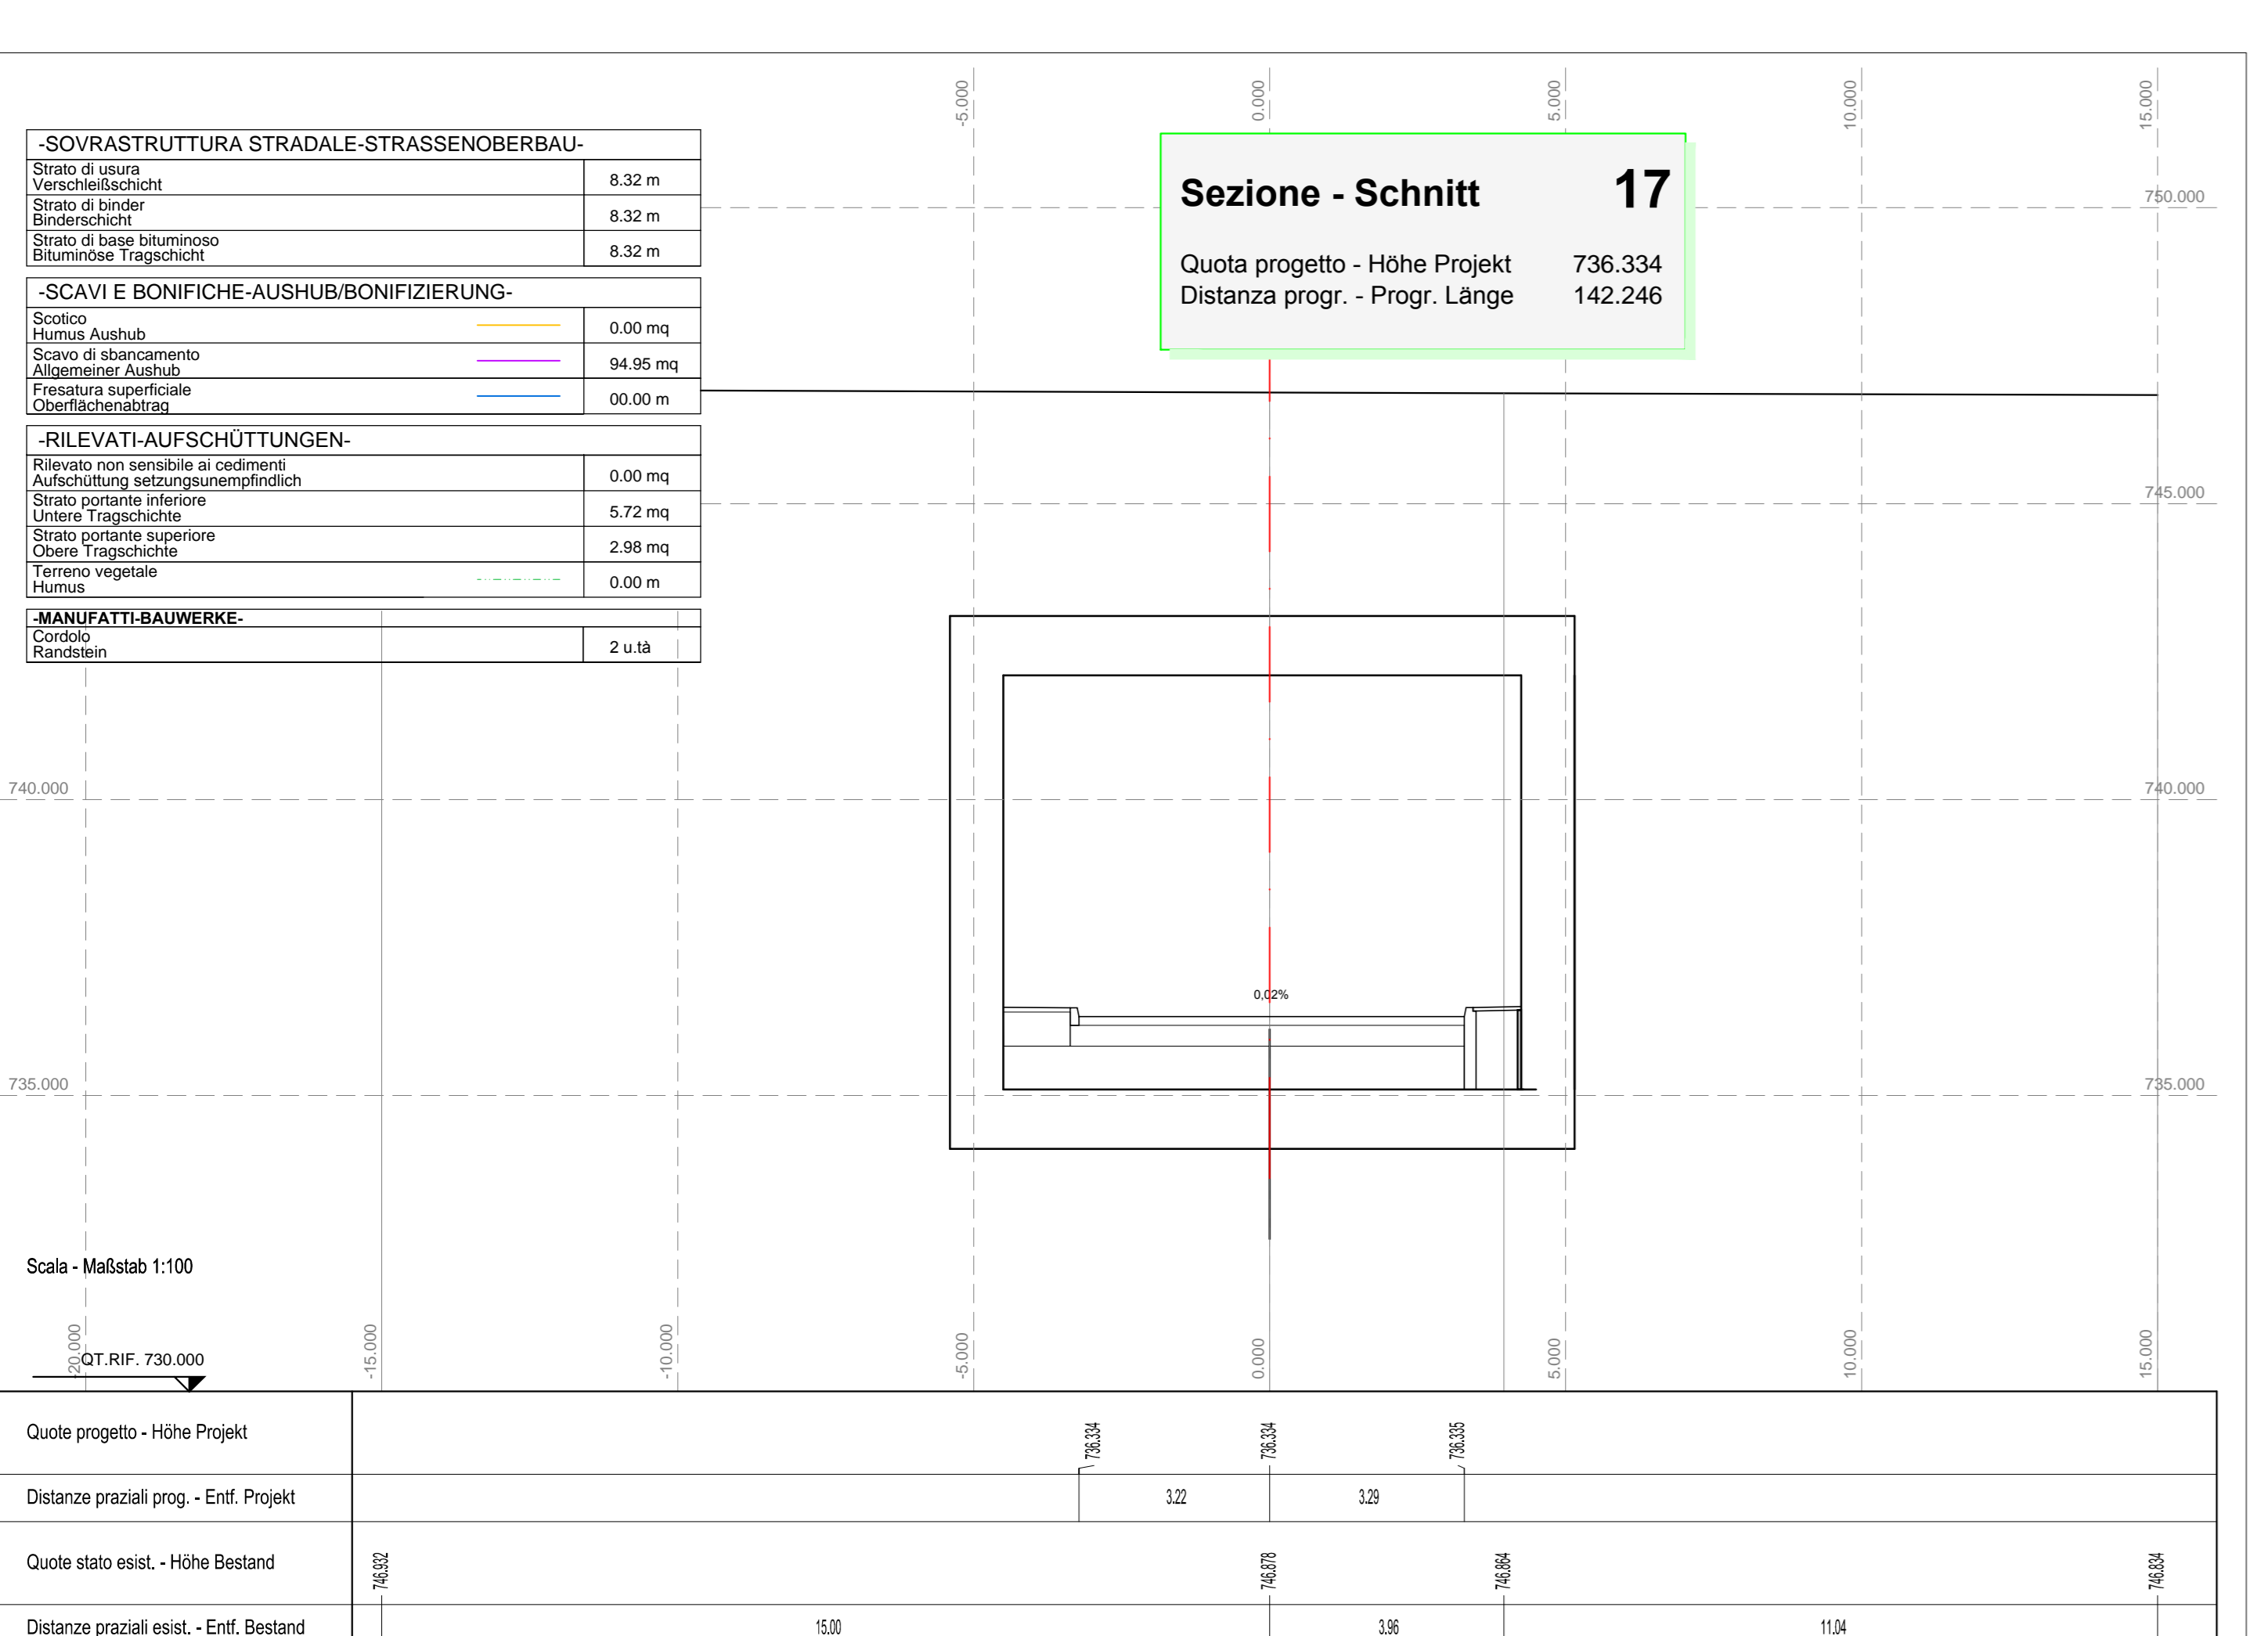 -5.000
0.000
5.000
10.000
15.000
-SOVRASTRUTTURA STRADALE-STRASSENOBERBAU-
Strato di usura
Verschleißschicht
8.32 m
Strato di binder
Binderschicht
8.32 m
Strato di base bituminoso
Bituminöse Tragschicht
8.32 m
Sezione - Schnitt 17
Quota progetto - Höhe Projekt 736.334
Distanza progr. - Progr. Länge 142.246
750.000
-SCAVI E BONIFICHE-AUSHUB/BONIFIZIERUNG-
Scotico
Humus Aushub
0.00 mq
Scavo di sbancamento
Allgemeiner Aushub
94.95 mq
Fresatura superficiale
Oberflächenabtrag
00.00 m
-RILEVATI-AUFSCHÜTTUNGEN-
Rilevato non sensibile ai cedimenti
Aufschüttung setzungsunempfindlich
0.00 mq
Strato portante inferiore
Untere Tragschichte
5.72 mq
745.000
Strato portante superiore
Obere Tragschichte
2.98 mq
Terreno vegetale
Humus
0.00 m
-MANUFATTI-BAUWERKE-
Cordolo
Randstein
2 u.tà
740.000
740.000
0,02%
735.000
735.000
Scala - Maßstab 1:100
-20.000
-15.000
-10.000
-5.000
0.000
5.000
10.000
15.000
QT.RIF. 730.000
Quote progetto - Höhe Projekt
736.334
736.334
736.335
Distanze praziali prog. - Entf. Projekt
3.22
3.29
Quote stato esist. - Höhe Bestand
746.932
746.878
746.864
746.834
Distanze praziali esist. - Entf. Bestand
15.00
3.96
11.04